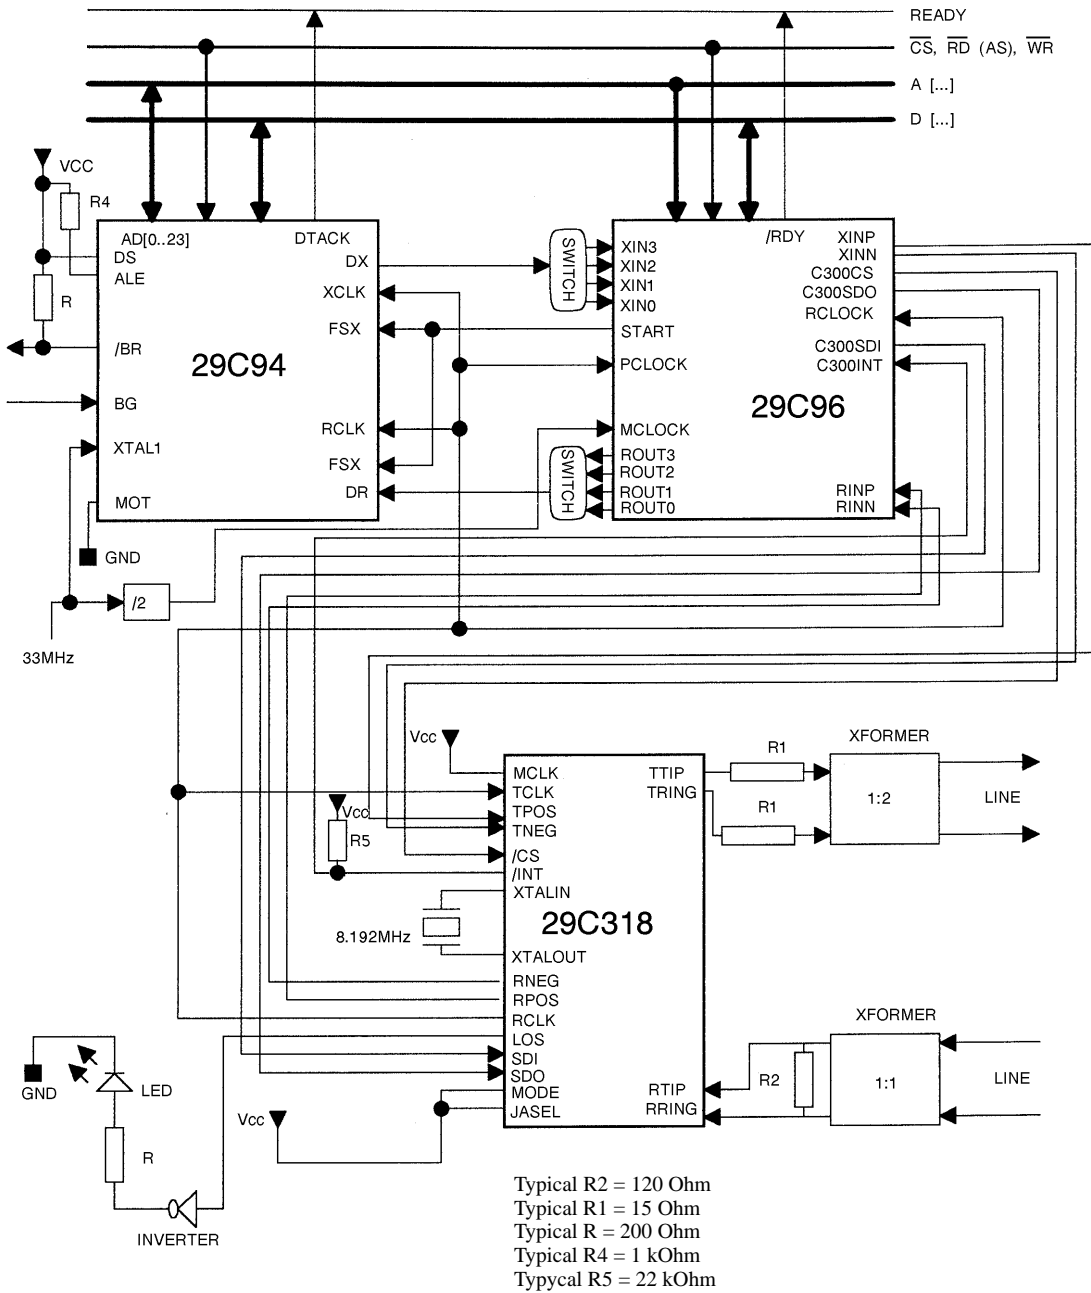 READY
CS, RD (AS), WR
A [...]
D [...]
VCC
R4
AD[0..23]
DTACK
DS
ALE
DX
XCLK
R
FSX
/BR
29C94
BG
RCLK
XTAL1
FSX
DR
MOT
GND
/2
33MHz
SWITCH
/RDY
XINP
XIN3
XINN
XIN2
C300CS
XIN1
C300SDO
XIN0
RCLOCK
START
C300SDI
PCLOCK
C300INT
29C96
MCLOCK
SWITCH
ROUT3
ROUT2
ROUT1
RINP
ROUT0
RINN
Vcc
MCLK
TTIP
R1
XFORMER
TCLK
TRING
1:2
LINE
Vcc
TPOS
R1
TNEG
R5
/CS
/INT
XTALIN
29C318
8.192MHz
XTALOUT
RNEG
RPOS
RCLK
XFORMER
LOS
SDI
SDO
GND
LED
MODE
RTIP
R2
1:1
LINE
JASEL
RRING
Vcc
R
INVERTER
Typical R2 = 120 Ohm
Typical R1 = 15 Ohm
Typical R = 200 Ohm
Typical R4 = 1 kOhm
Typycal R5 = 22 kOhm